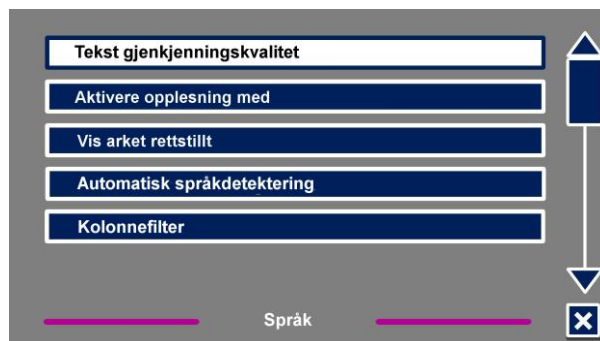 Tekst gjenkjenningskvalitet
Aktivere opplesning med
Vis arket rettstillt
Automatisk språkdetektering
Kolonnefilter
Språk